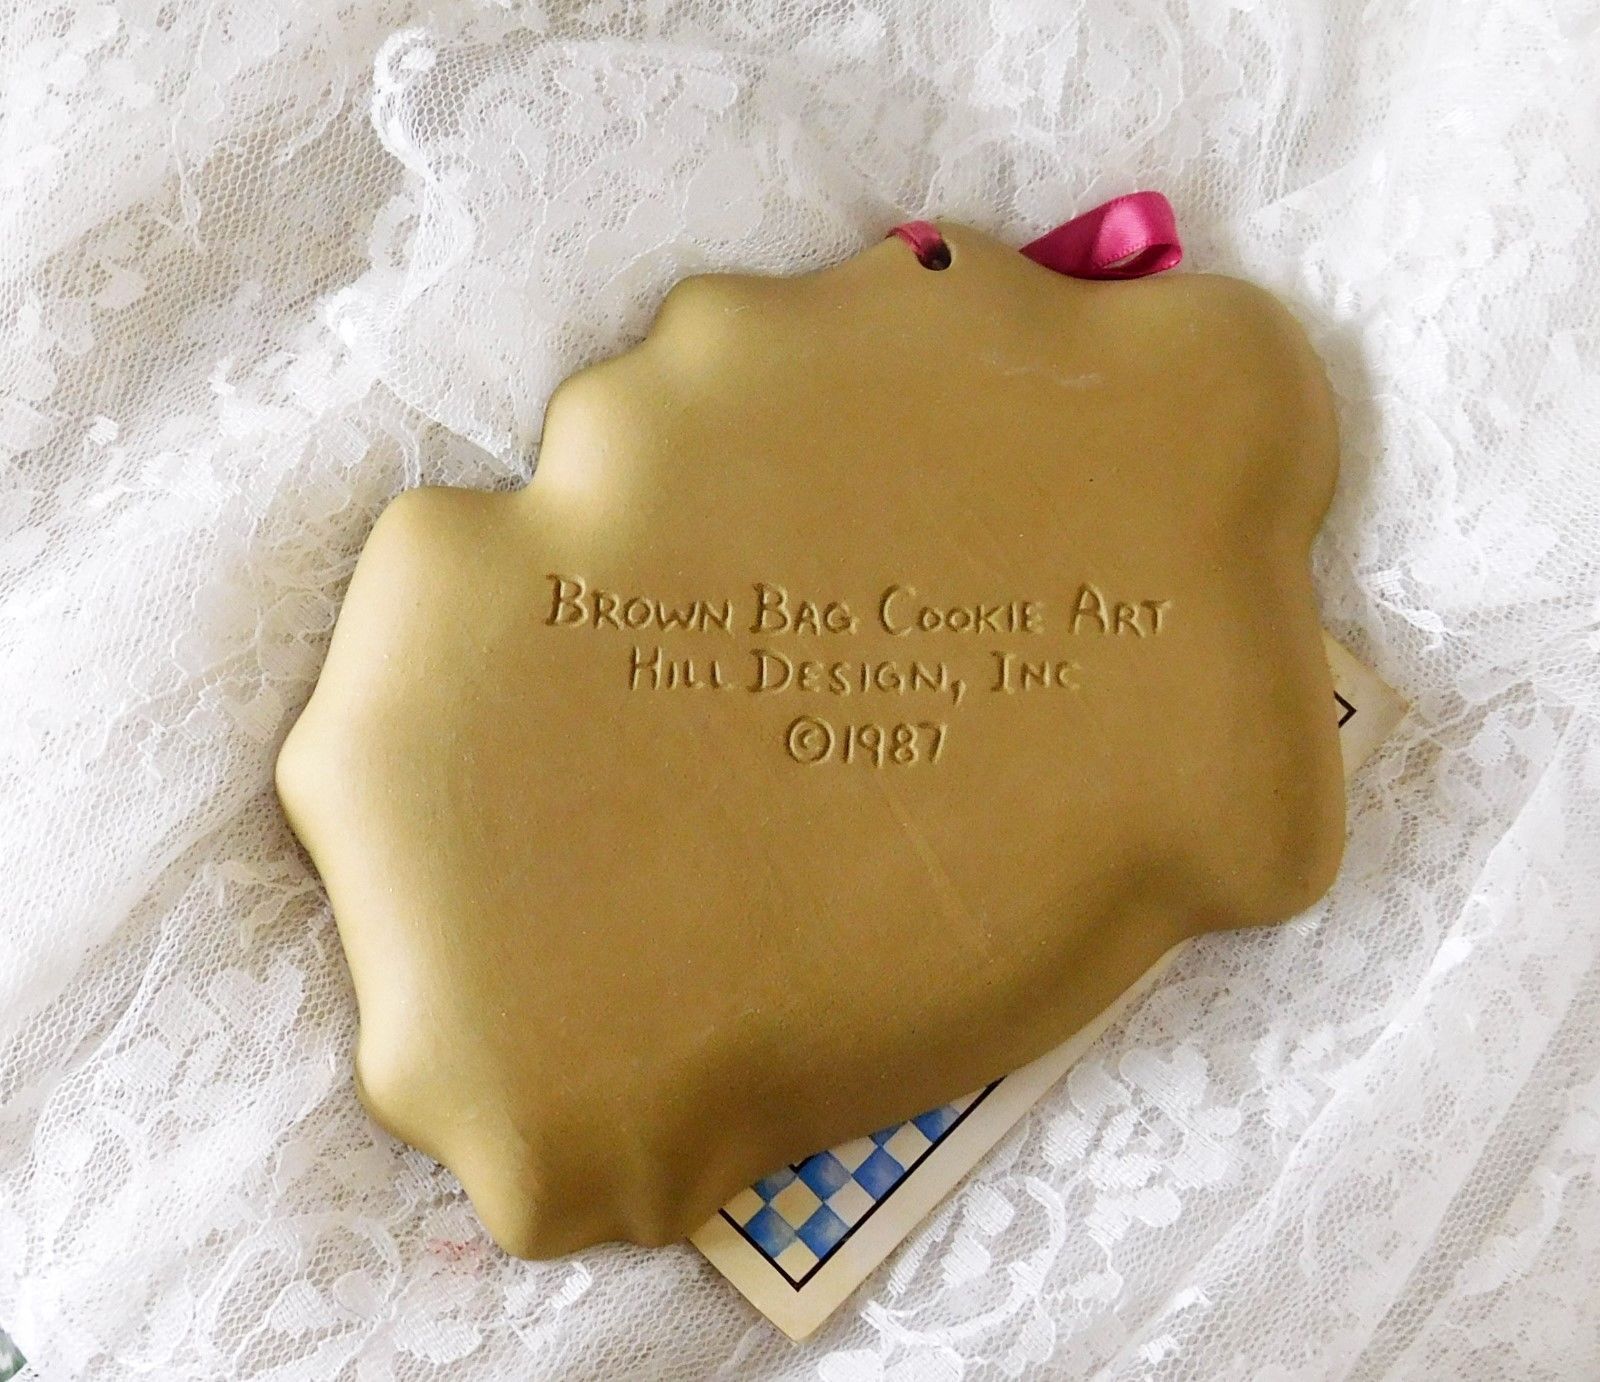 BROWN BAG COOKIE ART
HILL DESIGN, INC
©1987